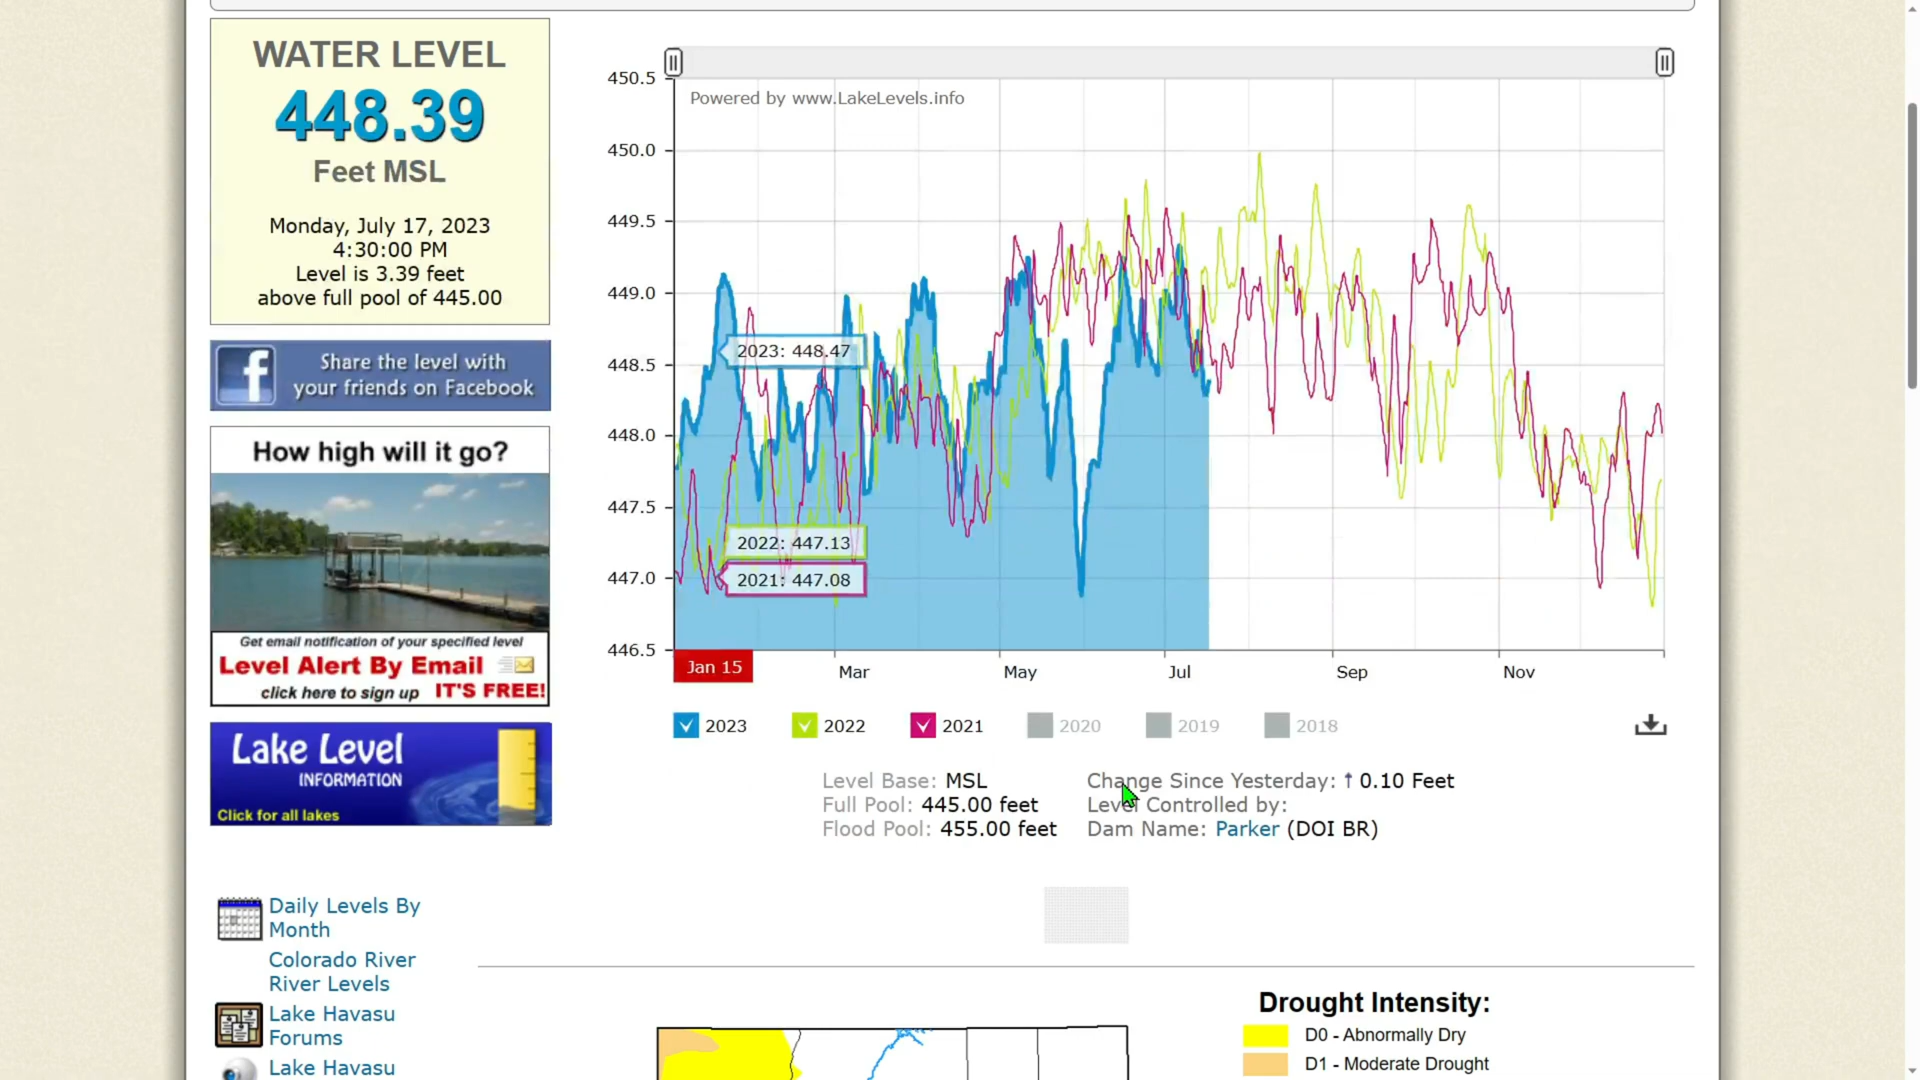 WATER LEVEL
448.39
Feet MSL
Monday, July 17, 2023
4:30:00 PM
Level is 3.39 feet
above full pool of 445.00
Share the level with
your friends on Facebook
How high will it go?
Get email notification of your specified level
Level Alert By Email
click here to sign up IT'S FREE!
Lake Level
INFORMATION
Click for all lakes
Daily Levels By
Month
Colorado River
River Levels
Lake Havasu
Forums
Lake Havasu
Powered by www.LakeLevels.info
450.5
450.0
449.5
449.0
448.5
448.0
447.5
447.0
446.5
2023: 448.47
2022: 447.13
2021: 447.08
Jan 15
Mar
May
Jul
Sep
Nov
2023
2022
2021
2020
2019
2018
Level Base: MSL
Full Pool: 445.00 feet
Flood Pool: 455.00 feet
Change Since Yesterday: ↑ 0.10 Feet
Level Controlled by:
Dam Name: Parker (DOI BR)
Drought Intensity:
D0 - Abnormally Dry
D1 - Moderate Drought